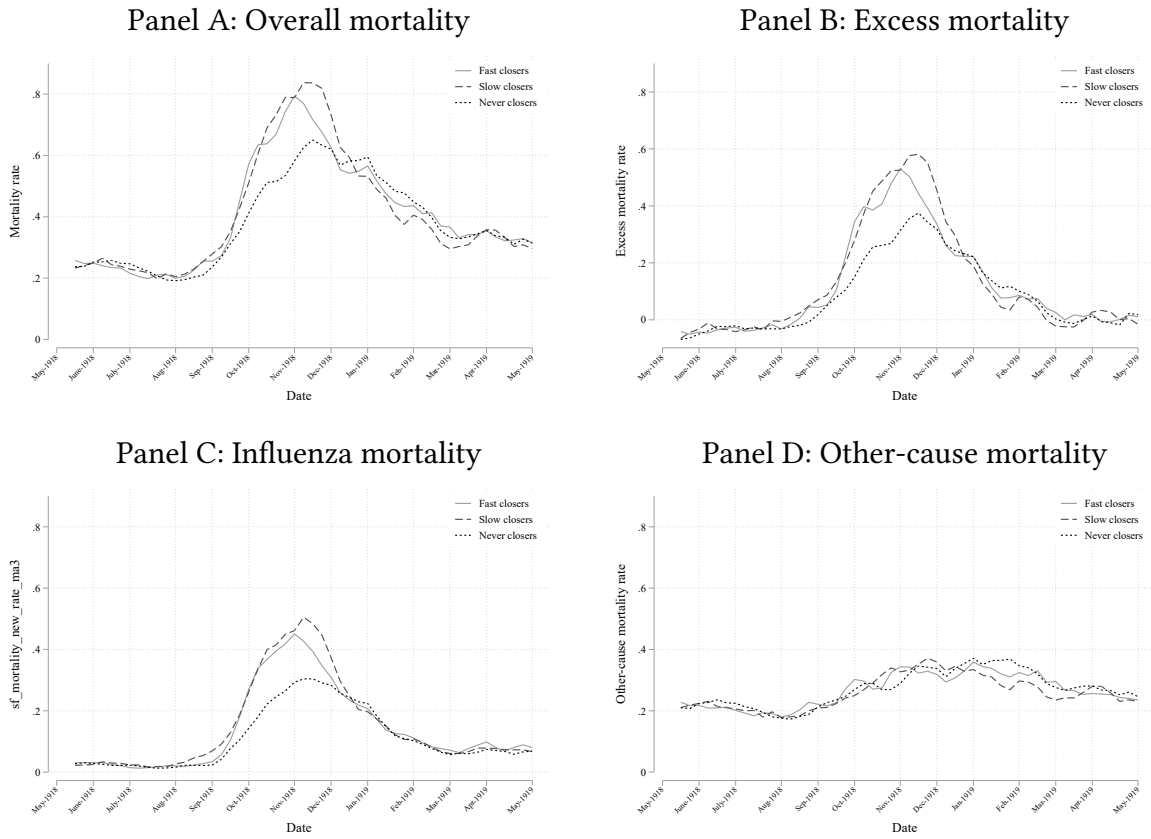 Panel A: Overall mortality
Mortality rate
.8
.6
.4
.2
0
Fast closers
Slow closers
Never closers
May-1918
June-1918
July-1918
Aug-1918
Sep-1918
Oct-1918
Nov-1918
Dec-1918
Jan-1919
Feb-1919
Mar-1919
Apr-1919
May-1919
Date
Panel B: Excess mortality
Excess mortality rate
.8
.6
.4
.2
0
Fast closers
Slow closers
Never closers
May-1918
June-1918
July-1918
Aug-1918
Sep-1918
Oct-1918
Nov-1918
Dec-1918
Jan-1919
Feb-1919
Mar-1919
Apr-1919
May-1919
Date
Panel C: Influenza mortality
sf_mortality_new_rate_ma3
.8
.6
.4
.2
0
Fast closers
Slow closers
Never closers
May-1918
June-1918
July-1918
Aug-1918
Sep-1918
Oct-1918
Nov-1918
Dec-1918
Jan-1919
Feb-1919
Mar-1919
Apr-1919
May-1919
Date
Panel D: Other-cause mortality
Other-cause mortality rate
.8
.6
.4
.2
0
Fast closers
Slow closers
Never closers
May-1918
June-1918
July-1918
Aug-1918
Sep-1918
Oct-1918
Nov-1918
Dec-1918
Jan-1919
Feb-1919
Mar-1919
Apr-1919
May-1919
Date